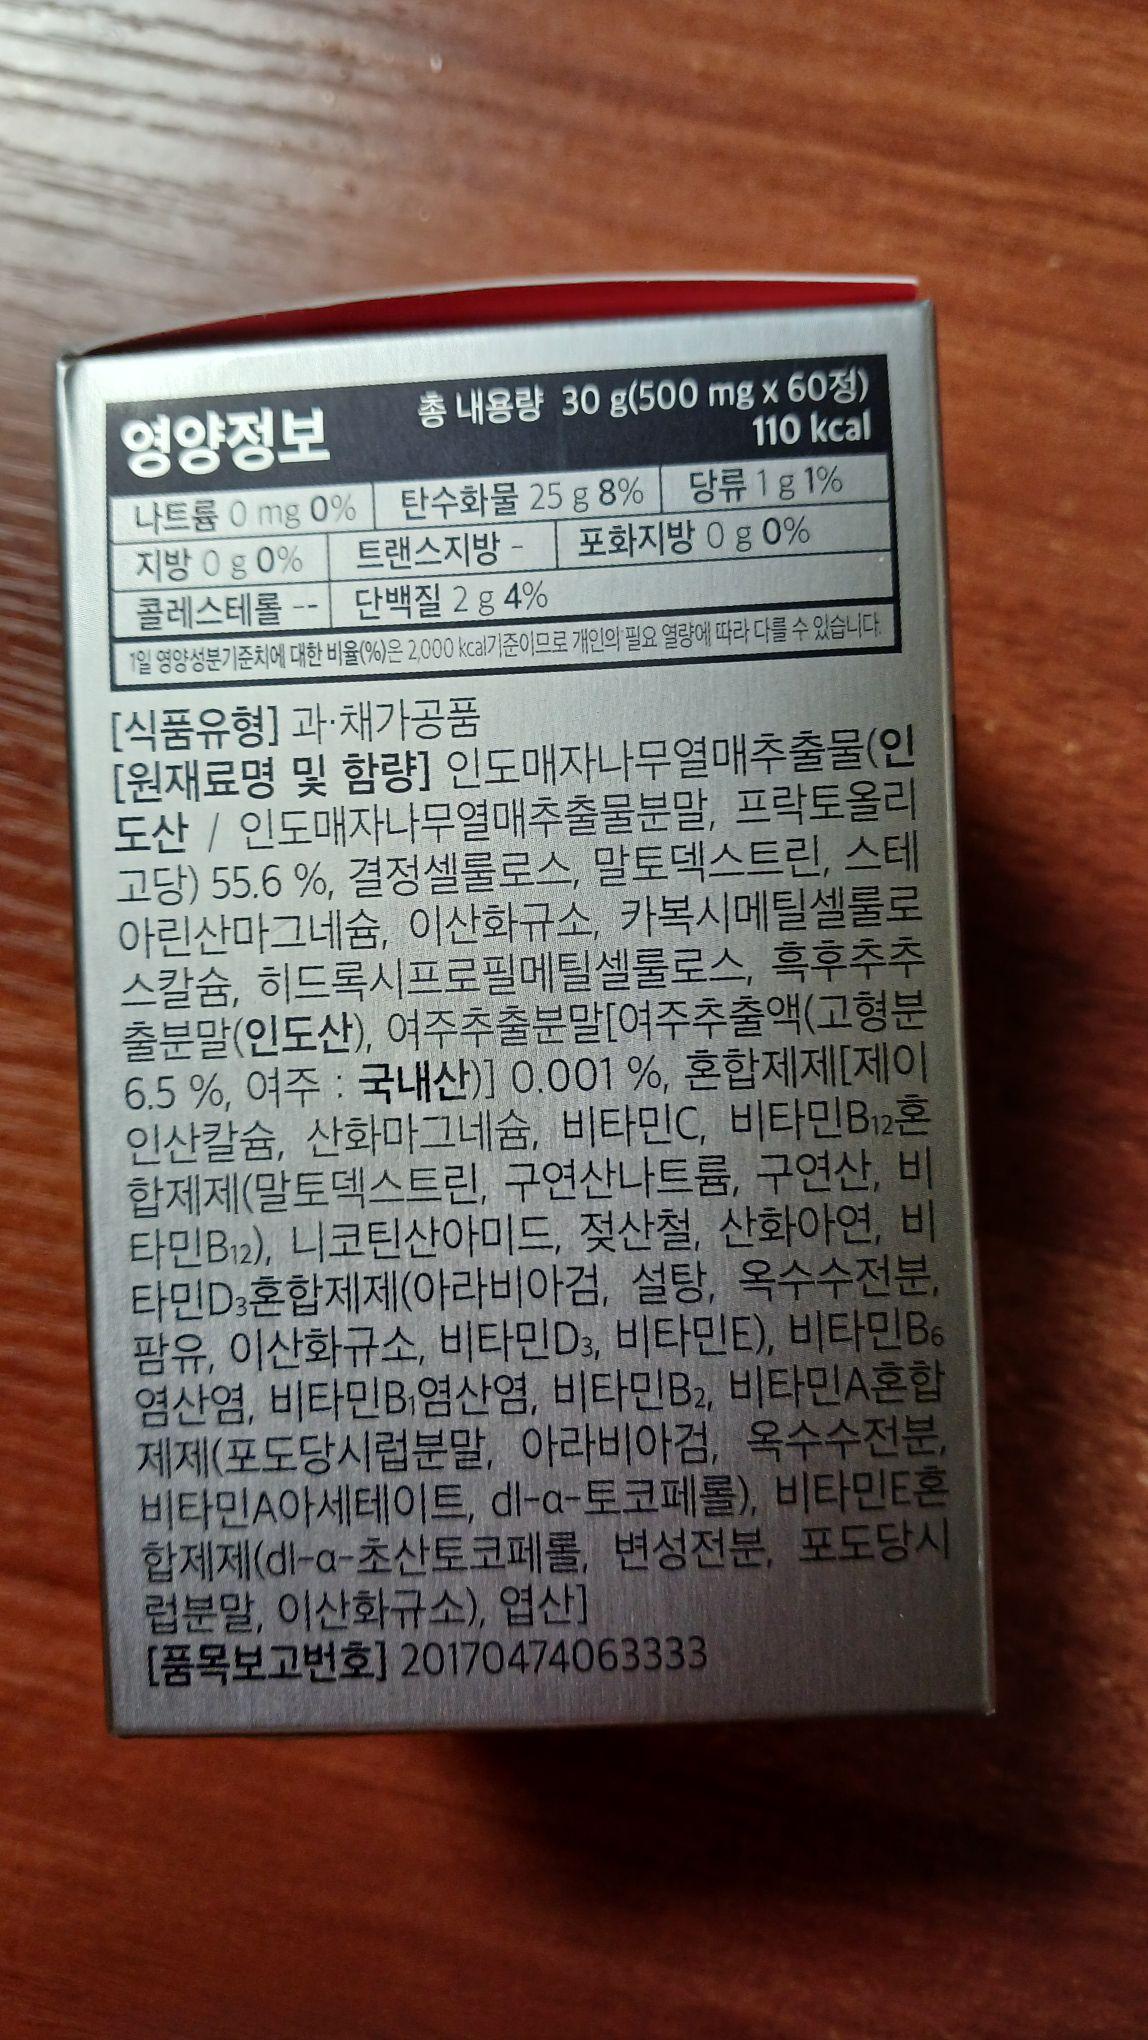 영양정보
총 내용량 30 g(500 mg x 60정)
110 kcal
나트륨 0 mg 0% 탄수화물 25 g 8% 당류 1 g 1%
지방 0 g 0% 트랜스지방 - 포화지방 0 g 0%
콜레스테롤 -- 단백질 2 g 4%
1일 영양성분기준치에 대한 비율(%)은 2,000 kcal기준이므로 개인의 필요 열량에 따라 다를 수 있습니다.
[식품유형] 과·채가공품
[원재료명 및 함량] 인도매자나무열매추출물(인
도산 / 인도매자나무열매추출물분말, 프락토올리
고당) 55.6 %, 결정셀룰로스, 말토덱스트린, 스테
아린산마그네슘, 이산화규소, 카복시메틸셀룰로
스칼슘, 히드록시프로필메틸셀룰로스, 흑후추추
출분말(인도산), 여주추출분말[여주추출액(고형분
6.5 %, 여주 : 국내산)] 0.001 %, 혼합제제[제이
인산칼슘, 산화마그네슘, 비타민C, 비타민B₁₂혼
합제제(말토덱스트린, 구연산나트륨, 구연산, 비
타민B₁₂), 니코틴산아미드, 젖산철, 산화아연, 비
타민D₃혼합제제(아라비아검, 설탕, 옥수수전분,
팜유, 이산화규소, 비타민D₃, 비타민E), 비타민B₆
염산염, 비타민B₁염산염, 비타민B₂, 비타민A혼합
제제(포도당시럽분말, 아라비아검, 옥수수전분,
비타민A아세테이트, dl-α-토코페롤), 비타민E혼
합제제(dl-α-초산토코페롤, 변성전분, 포도당시
럽분말, 이산화규소), 엽산]
[품목보고번호] 20170474063333